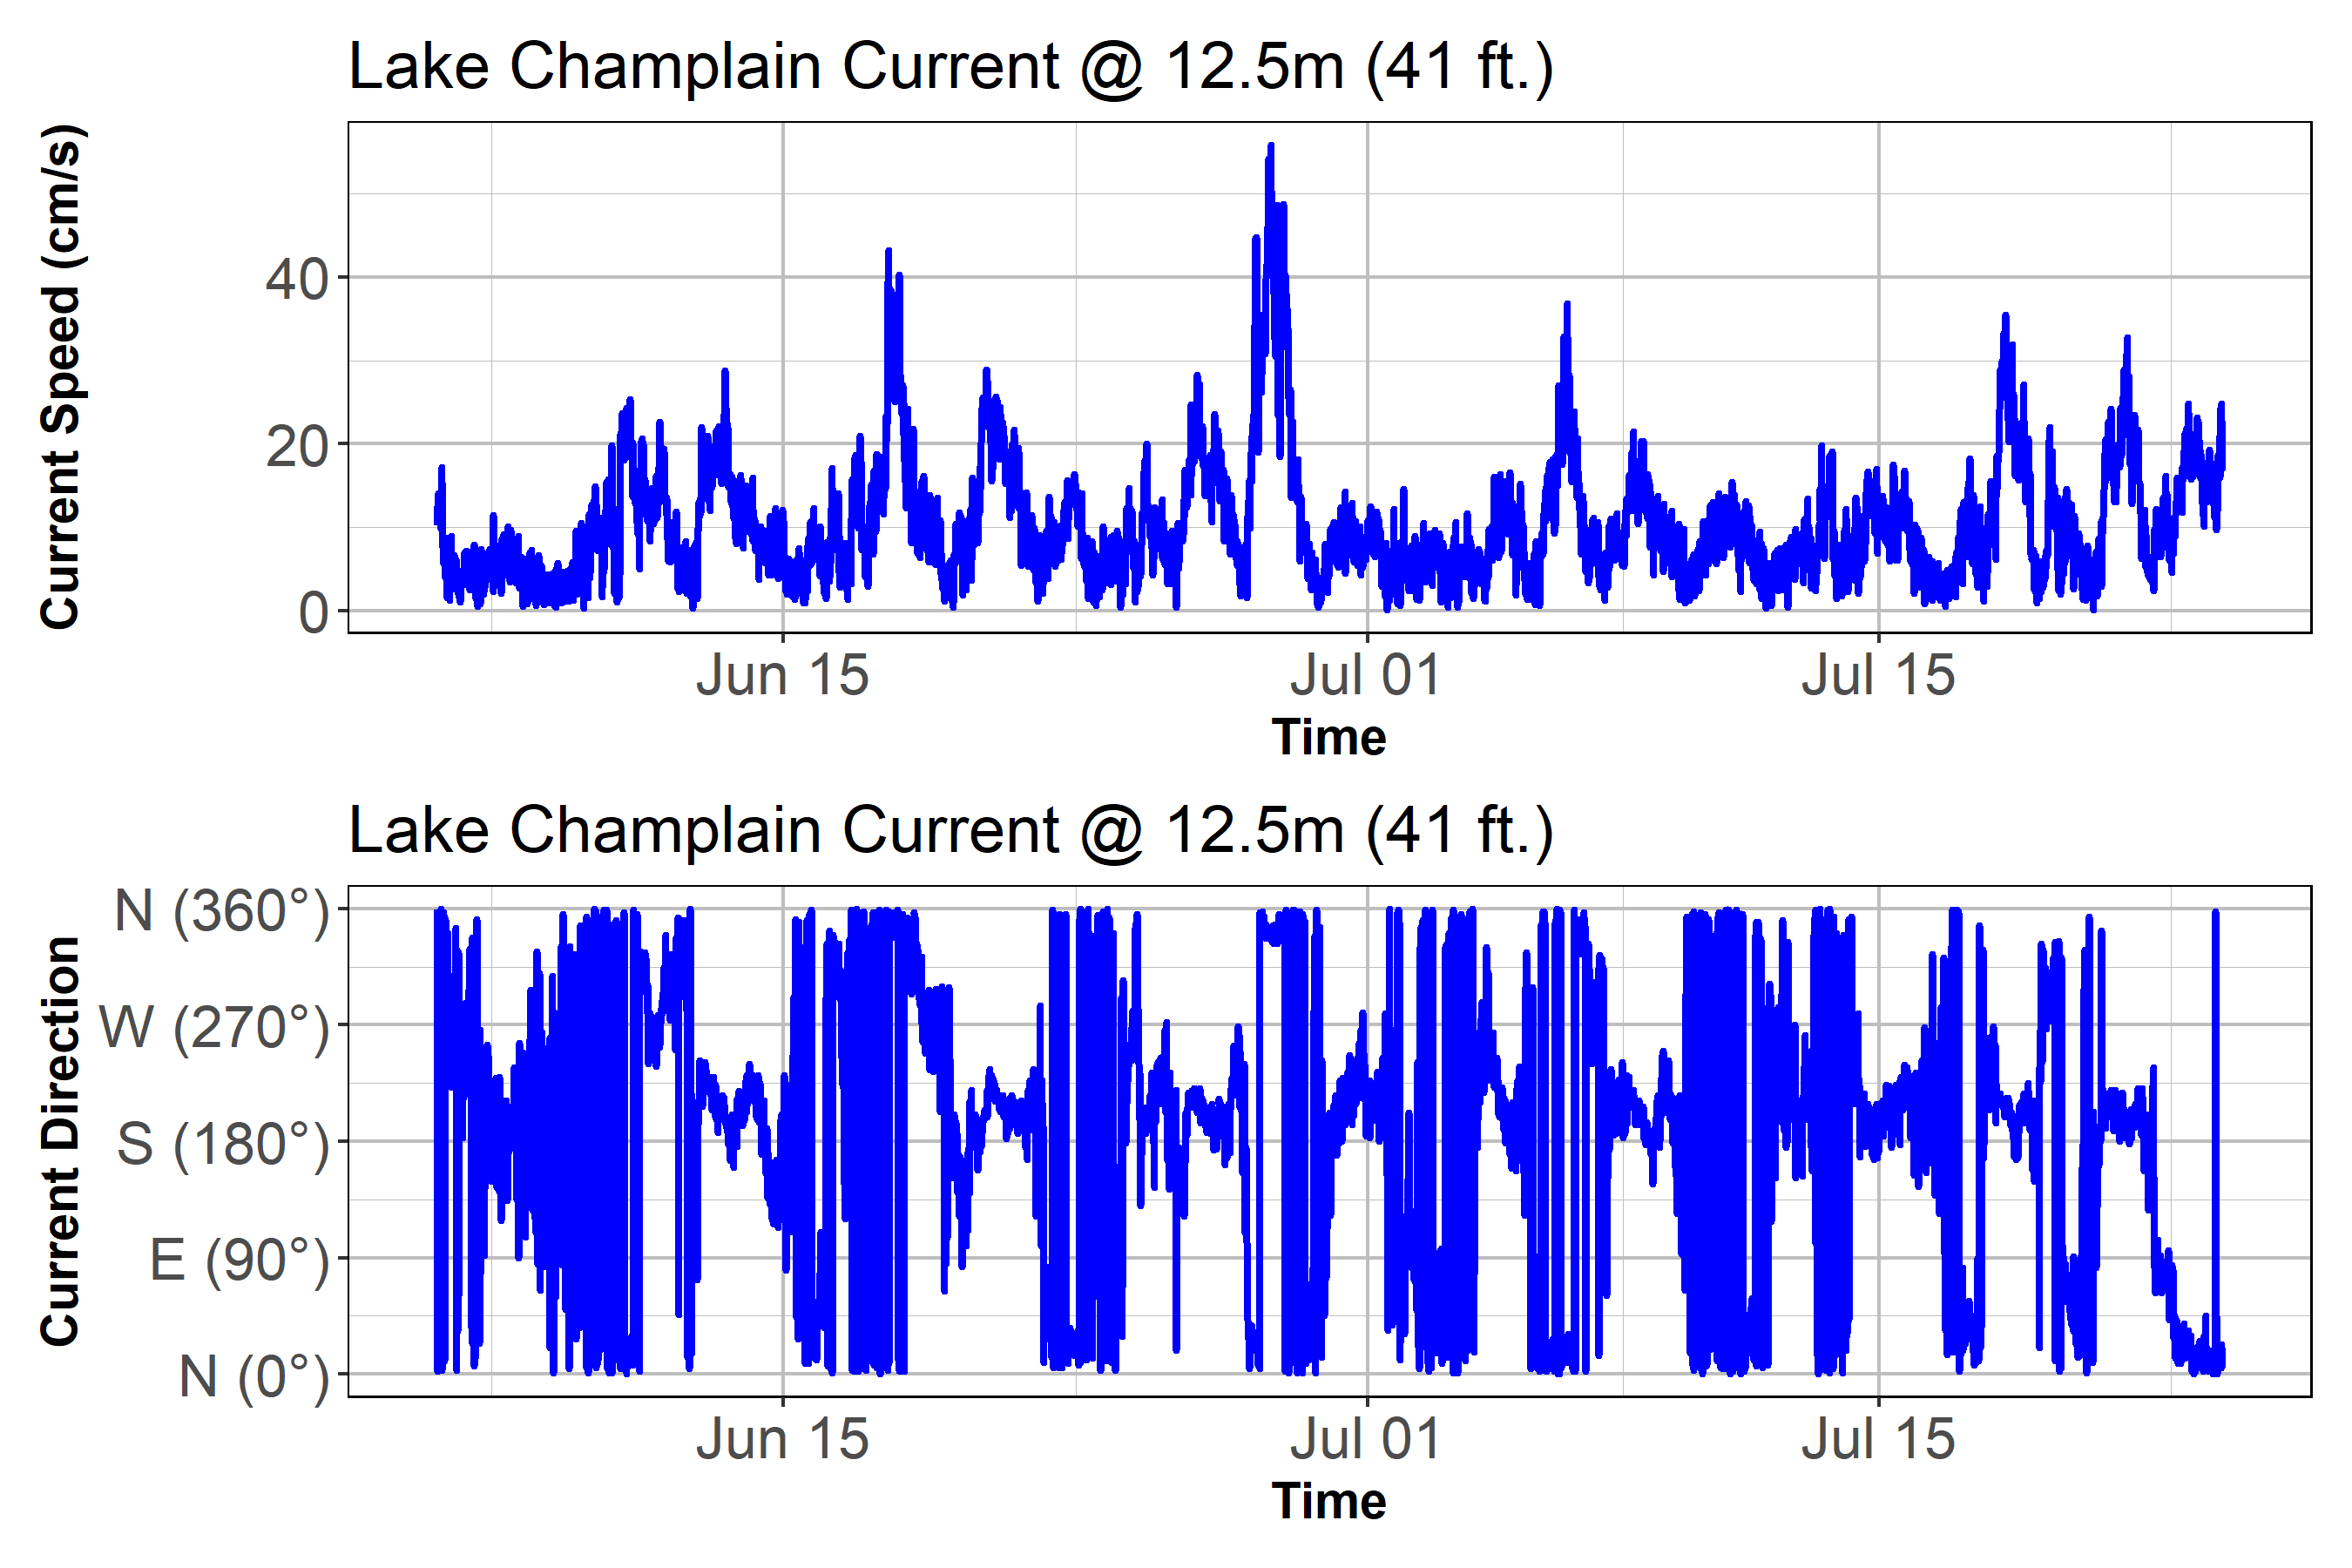 Lake Champlain Current @ 12.5m (41 ft.)
Current Speed (cm/s)
40
20
0
Jun 15
Jul 01
Jul 15
Time
Lake Champlain Current @ 12.5m (41 ft.)
Current Direction
N (360°)
W (270°)
S (180°)
E (90°)
N (0°)
Jun 15
Jul 01
Jul 15
Time